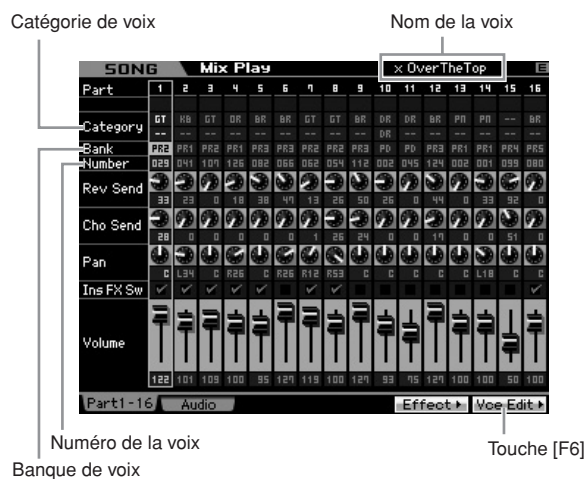 Catégorie de voix
Nom de la voix
SONG Mix Play x OverTheTop E
Part 1 2 3 4 5 6 7 8 9 10 11 12 13 14 15 16
Category GT KB GT DR BR BR GT GT BR DR DR BR PN PN -- BR
-- -- -- -- -- -- -- -- -- DR -- -- -- -- -- --
Bank PR2 PR1 PR2 PR1 PR3 PR3 PR2 PR2 PR3 PD PD PR3 PR1 PR1 PR4 PR5
Number 029 041 107 126 082 066 062 054 112 002 045 124 002 001 099 080
Rev Send 33 23 0 18 38 47 13 26 50 26 0 44 0 33 92 0
Cho Send 28 0 0 0 0 0 1 26 24 0 0 17 0 0 51 0
Pan C L34 C R26 C R26 R12 R53 C C C C C L18 C C
Ins FX Sw
Volume 122 101 109 100 95 127 119 100 127 93 75 127 100 100 50 100
Part1-16 Audio Effect Vce Edit
Numéro de la voix
Touche [F6]
Banque de voix